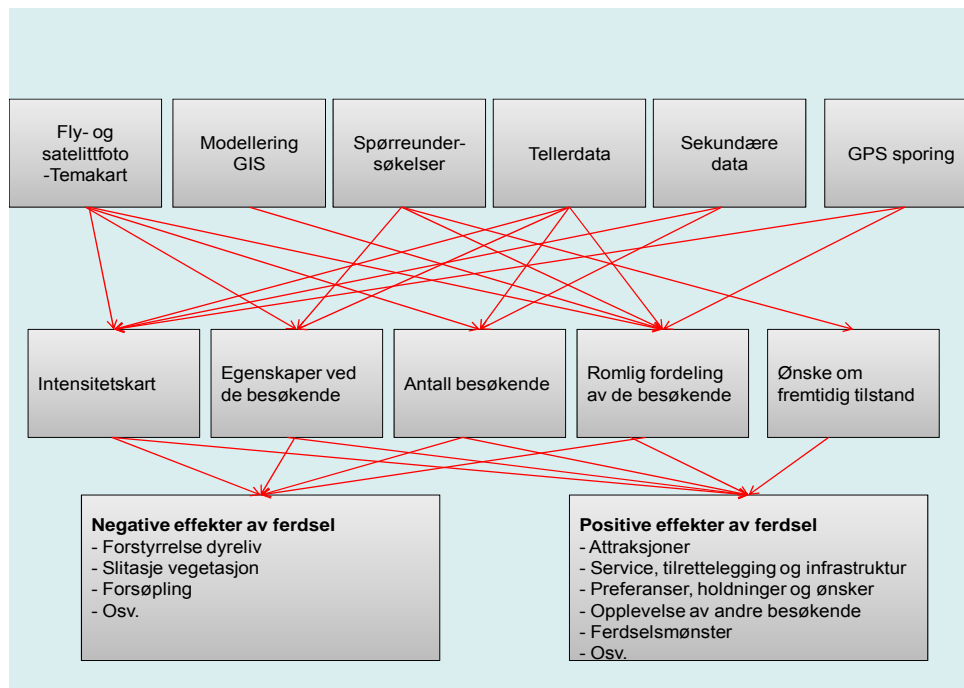 Fly- og
satelittfoto
-Temakart
Modellering
GIS
Spørreunder-
søkelser
Tellerdata
Sekundære
data
GPS sporing
Intensitetskart
Egenskaper ved
de besøkende
Antall besøkende
Romlig fordeling
av de besøkende
Ønske om
fremtidig tilstand
Negative effekter av ferdsel
- Forstyrrelse dyreliv
- Slitasje vegetasjon
- Forsøpling
- Osv.
Positive effekter av ferdsel
- Attraksjoner
- Service, tilrettelegging og infrastruktur
- Preferanser, holdninger og ønsker
- Opplevelse av andre besøkende
- Ferdselsmønster
- Osv.